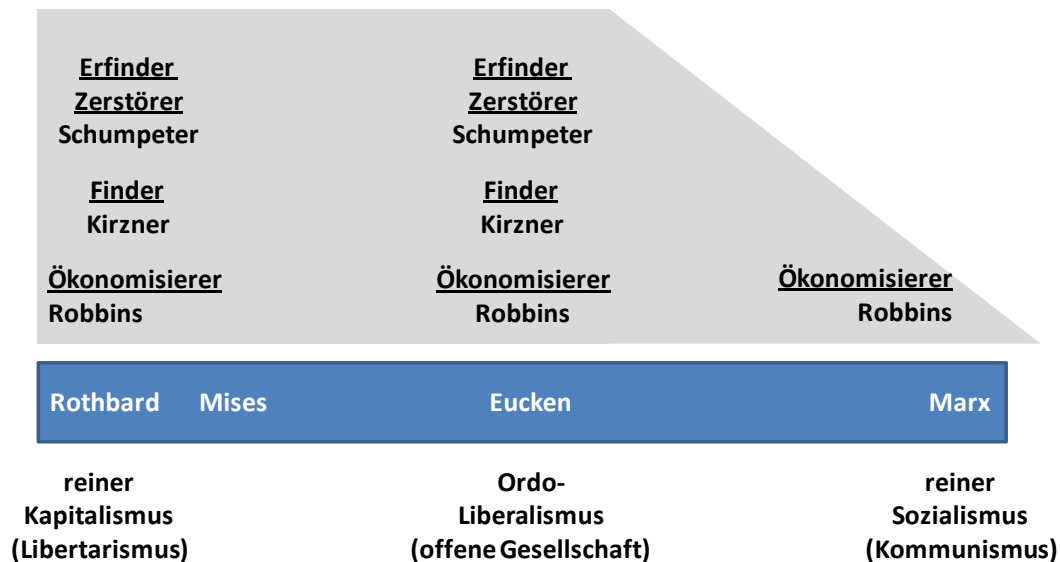 Erfinder
Zerstörer
Schumpeter
Finder
Kirzner
Ökonomisierer
Robbins
Erfinder
Zerstörer
Schumpeter
Finder
Kirzner
Ökonomisierer
Robbins
Ökonomisierer
Robbins
Rothbard Mises Eucken Marx
reiner
Kapitalismus
(Libertarismus)
Ordo-
Liberalismus
(offene Gesellschaft)
reiner
Sozialismus
(Kommunismus)